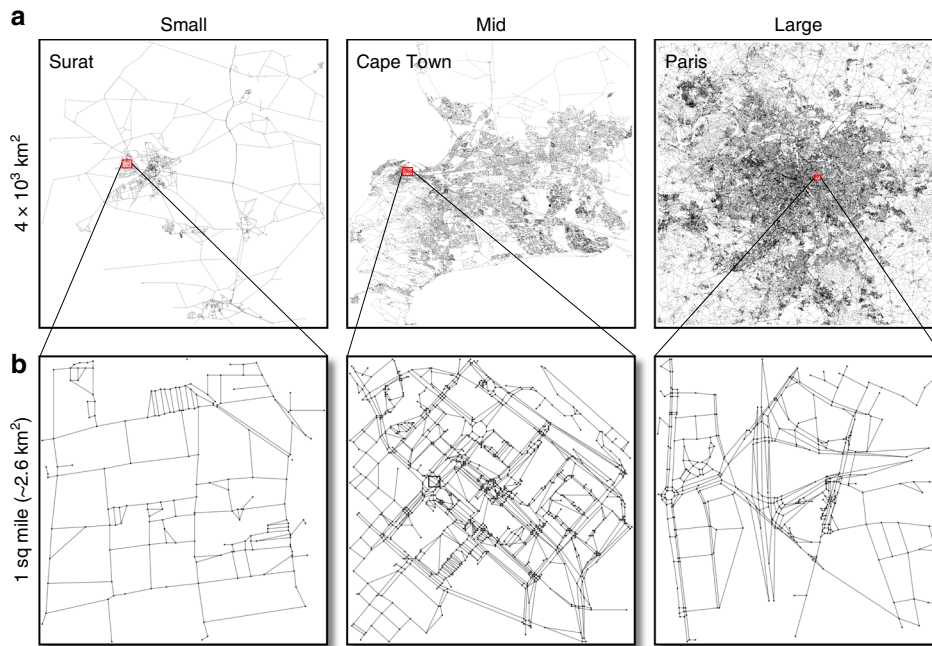 a
Small
Mid
Large
Surat
Cape Town
Paris
4 × 10³ km²
b
1 sq mile (~2.6 km²)